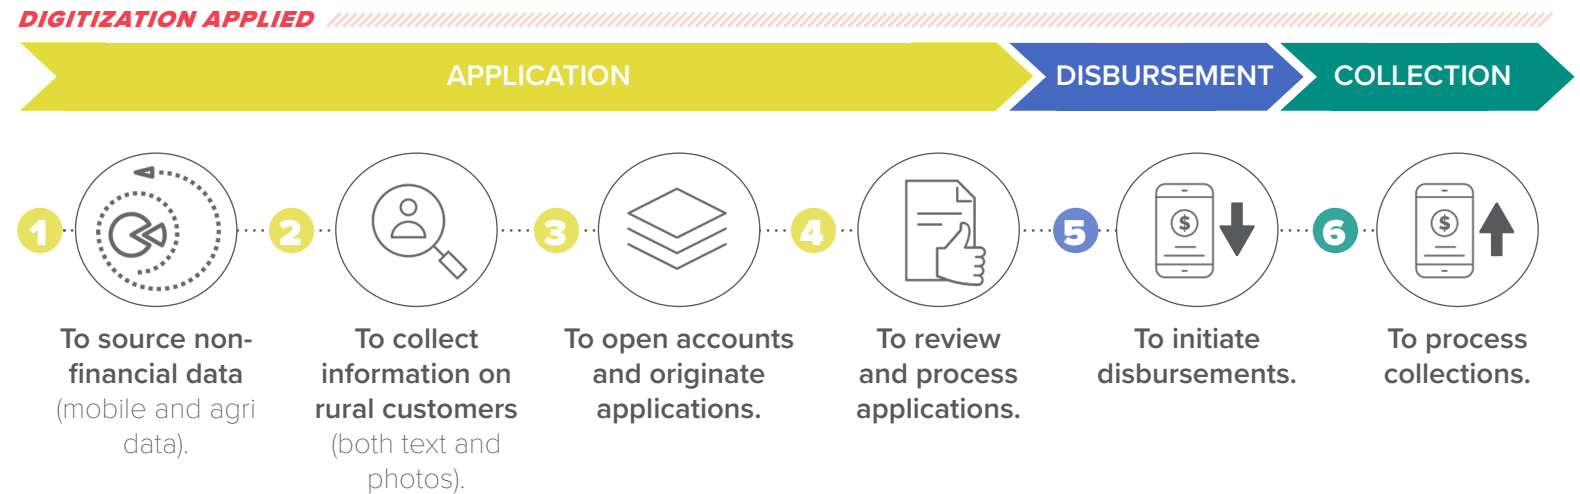 DIGITIZATION APPLIED
APPLICATION
DISBURSEMENT
COLLECTION
1
To source non-
financial data
(mobile and agri
data).
2
To collect
information on
rural customers
(both text and
photos).
3
To open accounts
and originate
applications.
4
To review
and process
applications.
5
$
To initiate
disbursements.
6
$
To process
collections.